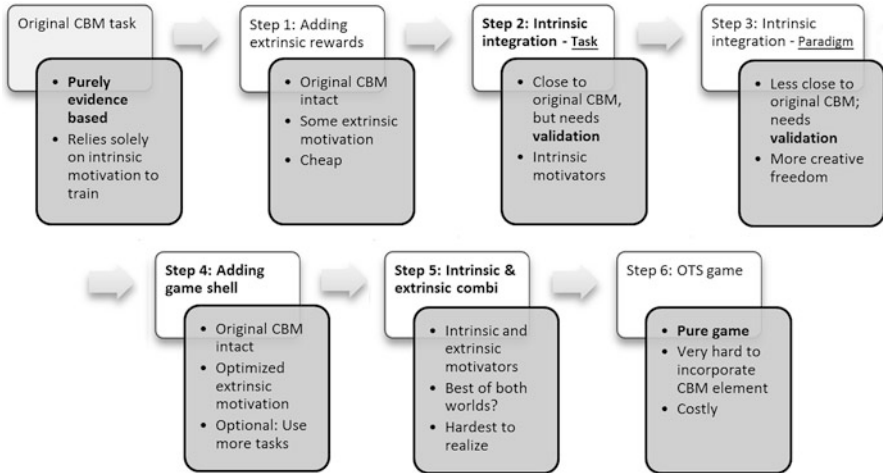 Original CBM task
• Purely
evidence
based
• Relies solely
on intrinsic
motivation to
train
Step 1: Adding
extrinsic rewards
• Original CBM
intact
• Some extrinsic
motivation
• Cheap
Step 2: Intrinsic
integration - Task
• Close to
original CBM,
but needs
validation
• Intrinsic
motivators
Step 3: Intrinsic
integration - Paradigm
• Less close to
original CBM;
needs
validation
• More creative
freedom
Step 4: Adding
game shell
• Original CBM
intact
• Optimized
extrinsic
motivation
• Optional: Use
more tasks
Step 5: Intrinsic &
extrinsic combi
• Intrinsic and
extrinsic
motivators
• Best of both
worlds?
• Hardest to
realize
Step 6: OTS game
• Pure game
• Very hard to
incorporate
CBM element
• Costly